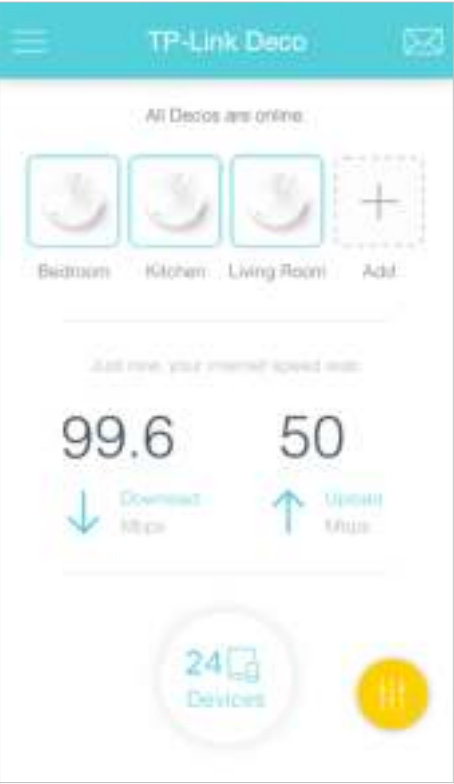 TP-Link Deco
All Decos are online.
Bedroom Kitchen Living Room Add
Just now, your internet speed was:
99.6 50
Download Upload
Mbps Mbps
24
Devices